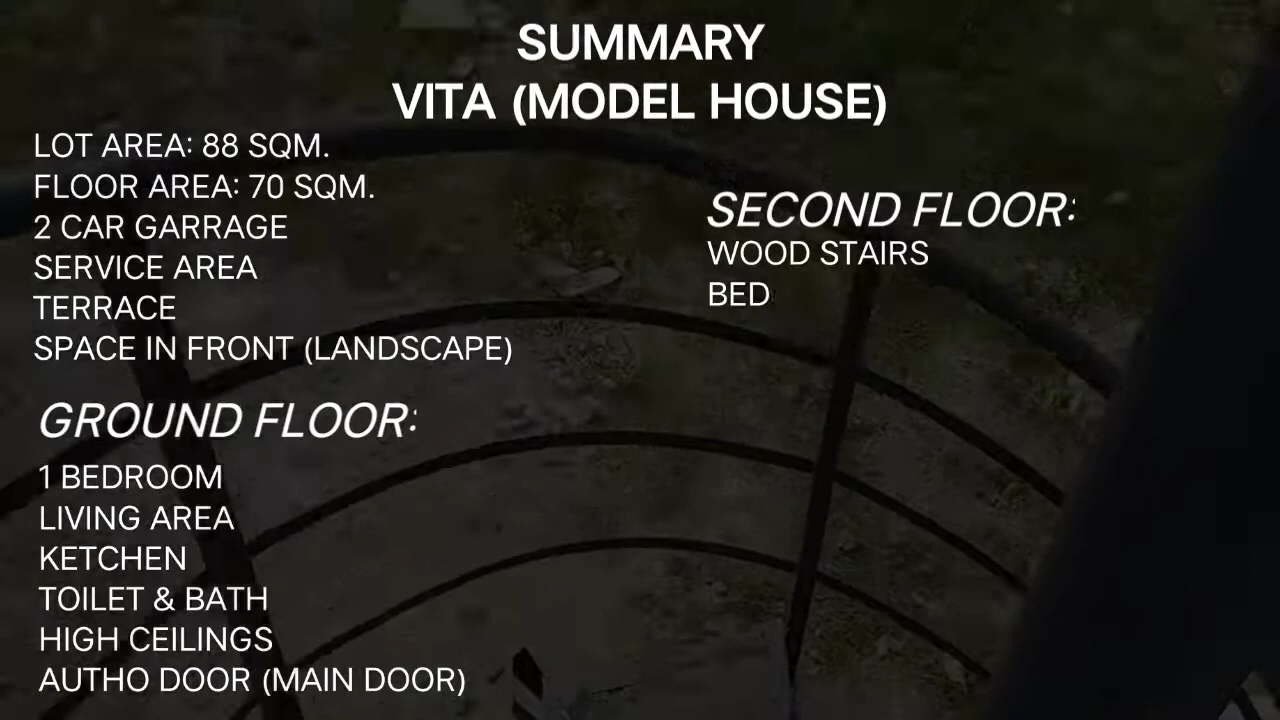 SUMMARY
VITA (MODEL HOUSE)
LOT AREA: 88 SQM.
FLOOR AREA: 70 SQM.
2 CAR GARRAGE
SERVICE AREA
TERRACE
SPACE IN FRONT (LANDSCAPE)
GROUND FLOOR:
1 BEDROOM
LIVING AREA
KETCHEN
TOILET & BATH
HIGH CEILINGS
AUTHO DOOR (MAIN DOOR)
SECOND FLOOR:
WOOD STAIRS
BED